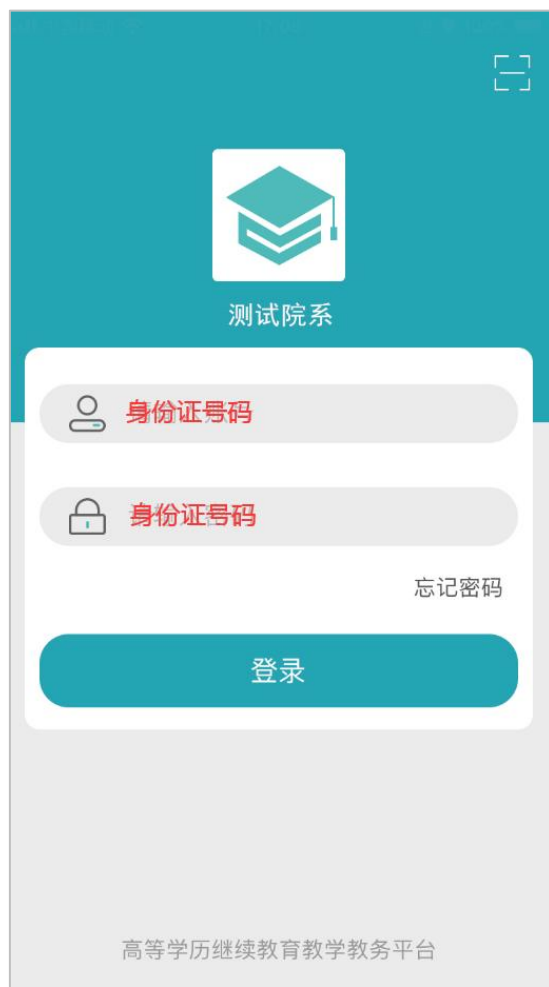 测试院系
身份证号码
身份证号码
忘记密码
登录
高等学历继续教育教学教务平台